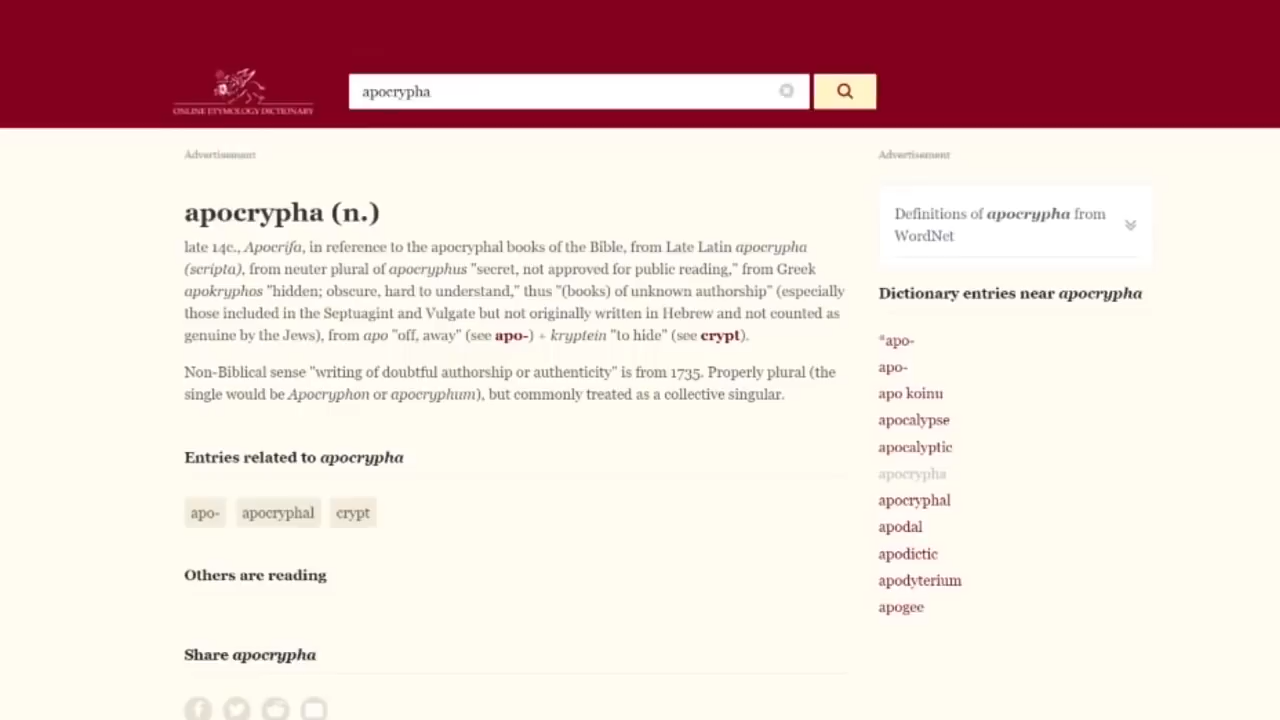 apocrypha
ONLINE ETYMOLOGY DICTIONARY
Advertisement
apocrypha (n.)
late 14c., Apocrifa, in reference to the apocryphal books of the Bible, from Late Latin apocrypha
(scripta), from neuter plural of apocryphus "secret, not approved for public reading," from Greek
apokryphos "hidden; obscure, hard to understand," thus "(books) of unknown authorship" (especially
those included in the Septuagint and Vulgate but not originally written in Hebrew and not counted as
genuine by the Jews), from apo "off, away" (see apo-) + kryptein "to hide" (see crypt).
Non-Biblical sense "writing of doubtful authorship or authenticity" is from 1735. Properly plural (the
single would be Apocryphon or apocryphum), but commonly treated as a collective singular.
Entries related to apocrypha
apo- apocryphal crypt
Others are reading
Share apocrypha
Advertisement
Definitions of apocrypha from
WordNet
Dictionary entries near apocrypha
*apo-
apo-
apo koinu
apocalypse
apocalyptic
apocrypha
apocryphal
apodal
apodictic
apodyterium
apogee